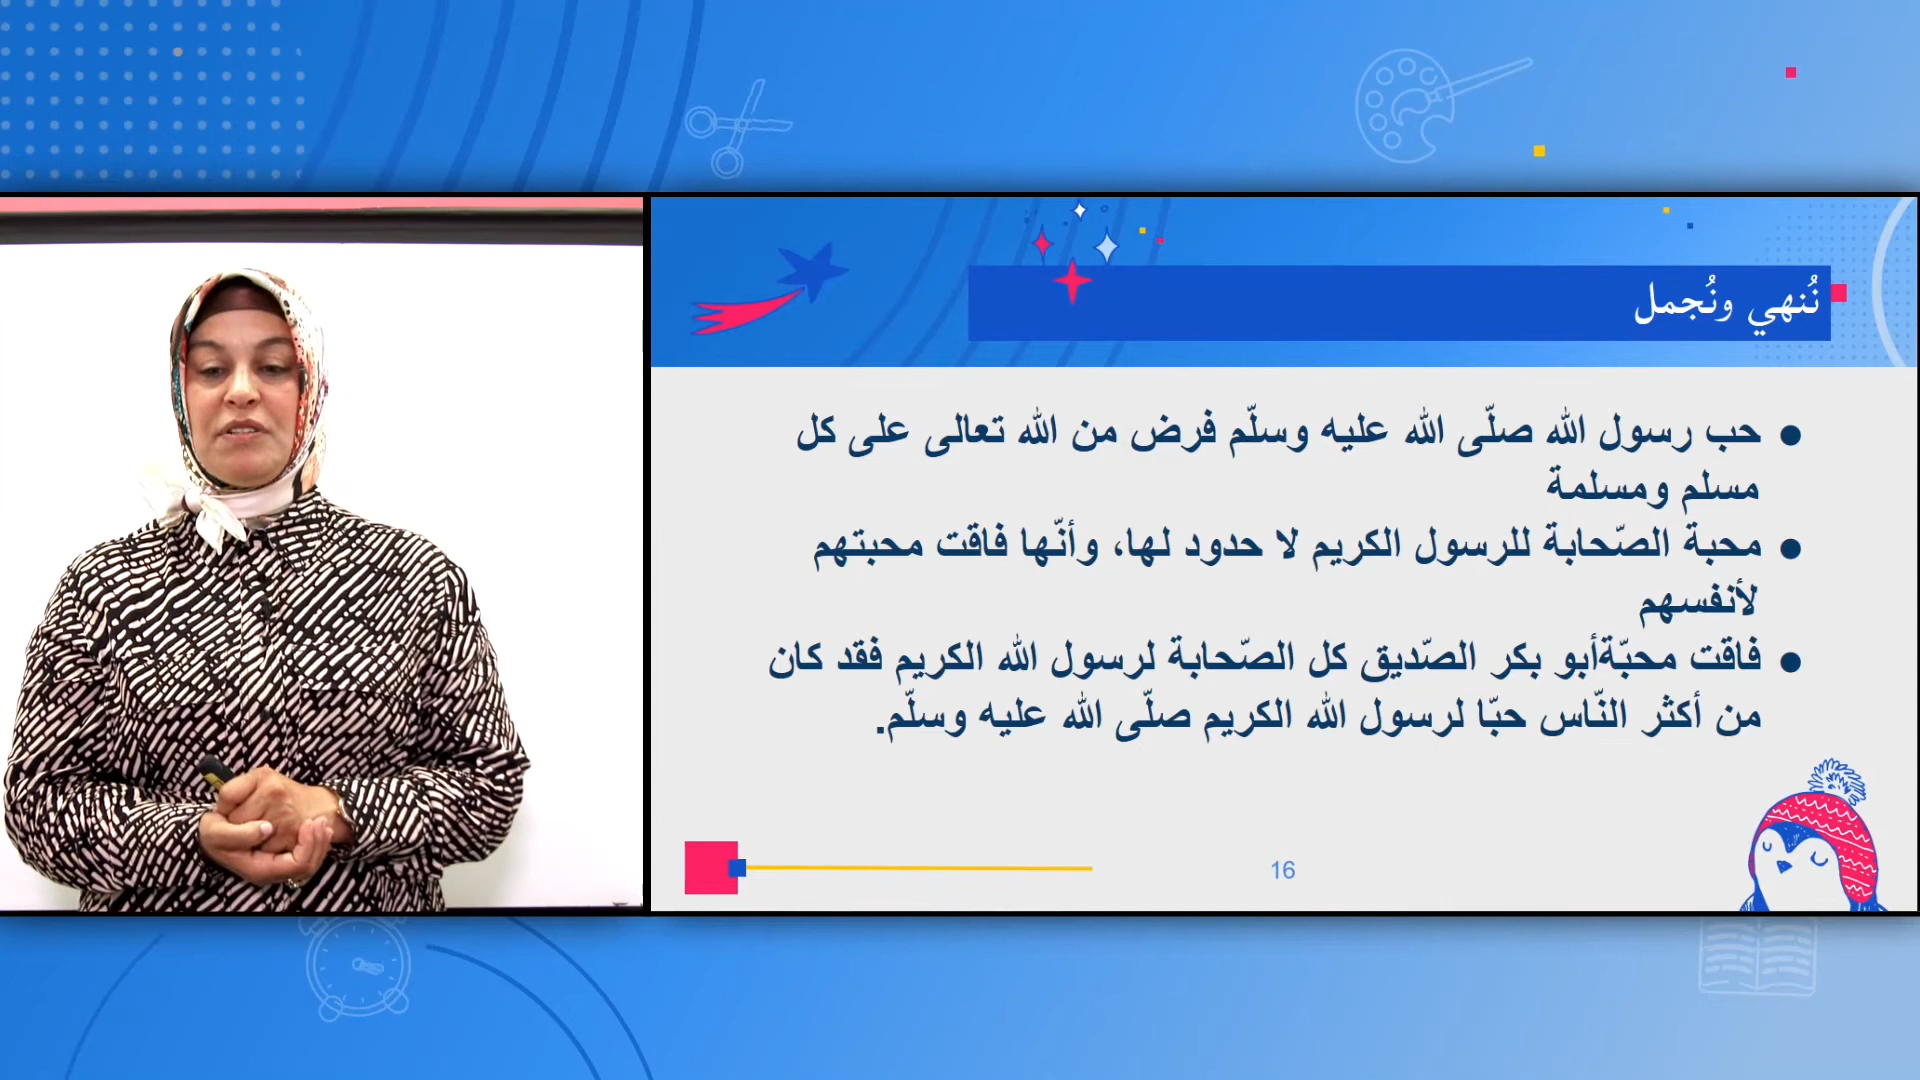 نُنهي ونُجمل
● حب رسول الله صلّى الله عليه وسلّم فرض من الله تعالى على كل
مسلم ومسلمة
● محبة الصّحابة للرسول الكريم لا حدود لها، وأنّها فاقت محبتهم
لأنفسهم
● فاقت محبّةأبو بكر الصّديق كل الصّحابة لرسول الله الكريم فقد كان
من أكثر النّاس حبّا لرسول الله الكريم صلّى الله عليه وسلّم.
16